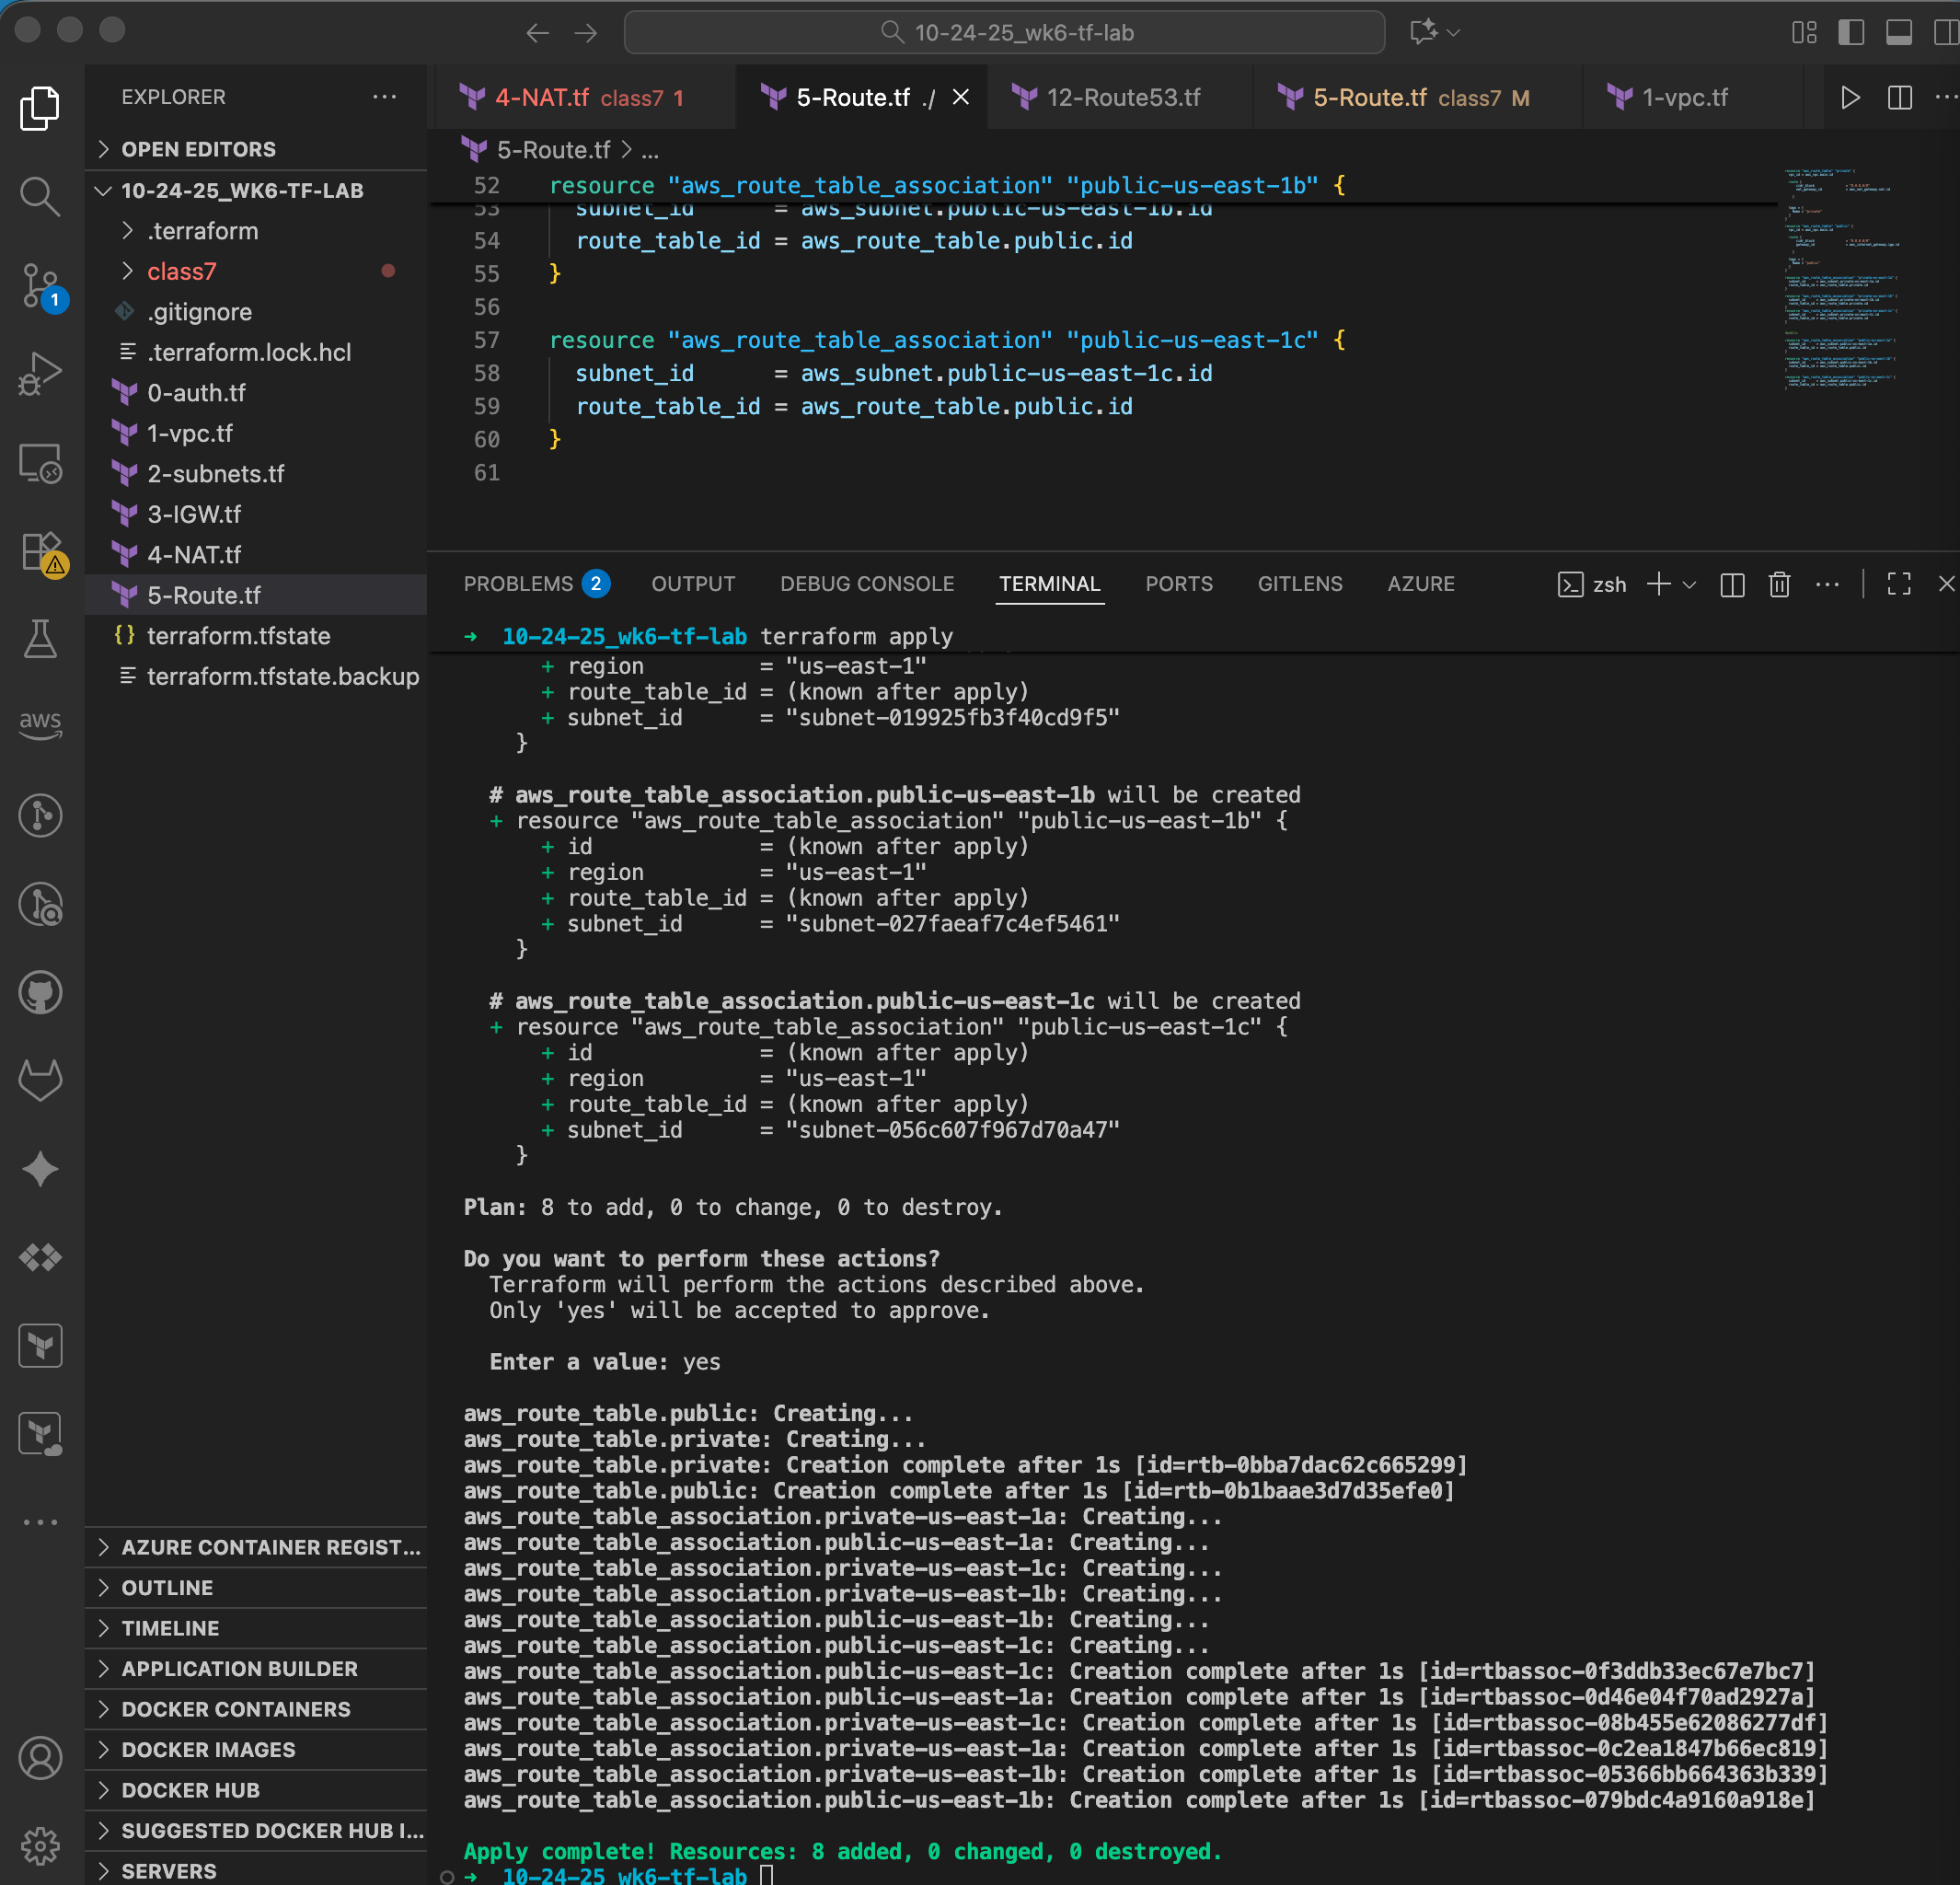 10-24-25_wk6-tf-lab
EXPLORER
OPEN EDITORS
10-24-25_WK6-TF-LAB
.terraform
class7
.gitignore
.terraform.lock.hcl
0-auth.tf
1-vpc.tf
2-subnets.tf
3-IGW.tf
4-NAT.tf
5-Route.tf
terraform.tfstate
terraform.tfstate.backup
1
aws
AZURE CONTAINER REGIST...
OUTLINE
TIMELINE
APPLICATION BUILDER
DOCKER CONTAINERS
DOCKER IMAGES
DOCKER HUB
SUGGESTED DOCKER HUB I...
SERVERS
4-NAT.tf class7 1
5-Route.tf ./
12-Route53.tf
5-Route.tf class7 M
1-vpc.tf
5-Route.tf > ...
52 resource "aws_route_table_association" "public-us-east-1b" {
53 subnet_id = aws_subnet.public-us-east-1b.id
54 route_table_id = aws_route_table.public.id
55 }
56
57 resource "aws_route_table_association" "public-us-east-1c" {
58 subnet_id = aws_subnet.public-us-east-1c.id
59 route_table_id = aws_route_table.public.id
60 }
61
PROBLEMS 2 OUTPUT DEBUG CONSOLE TERMINAL PORTS GITLENS AZURE zsh
→ 10-24-25_wk6-tf-lab terraform apply
+ region = "us-east-1"
+ route_table_id = (known after apply)
+ subnet_id = "subnet-019925fb3f40cd9f5"
}
# aws_route_table_association.public-us-east-1b will be created
+ resource "aws_route_table_association" "public-us-east-1b" {
+ id = (known after apply)
+ region = "us-east-1"
+ route_table_id = (known after apply)
+ subnet_id = "subnet-027faeaf7c4ef5461"
}
# aws_route_table_association.public-us-east-1c will be created
+ resource "aws_route_table_association" "public-us-east-1c" {
+ id = (known after apply)
+ region = "us-east-1"
+ route_table_id = (known after apply)
+ subnet_id = "subnet-056c607f967d70a47"
}
Plan: 8 to add, 0 to change, 0 to destroy.
Do you want to perform these actions?
Terraform will perform the actions described above.
Only 'yes' will be accepted to approve.
Enter a value: yes
aws_route_table.public: Creating...
aws_route_table.private: Creating...
aws_route_table.private: Creation complete after 1s [id=rtb-0bba7dac62c665299]
aws_route_table.public: Creation complete after 1s [id=rtb-0b1baae3d7d35efe0]
aws_route_table_association.private-us-east-1a: Creating...
aws_route_table_association.public-us-east-1a: Creating...
aws_route_table_association.private-us-east-1c: Creating...
aws_route_table_association.private-us-east-1b: Creating...
aws_route_table_association.public-us-east-1b: Creating...
aws_route_table_association.public-us-east-1c: Creating...
aws_route_table_association.public-us-east-1c: Creation complete after 1s [id=rtbassoc-0f3ddb33ec67e7bc7]
aws_route_table_association.public-us-east-1a: Creation complete after 1s [id=rtbassoc-0d46e04f70ad2927a]
aws_route_table_association.private-us-east-1c: Creation complete after 1s [id=rtbassoc-08b455e62086277df]
aws_route_table_association.private-us-east-1a: Creation complete after 1s [id=rtbassoc-0c2ea1847b66ec819]
aws_route_table_association.private-us-east-1b: Creation complete after 1s [id=rtbassoc-05366bb664363b339]
aws_route_table_association.public-us-east-1b: Creation complete after 1s [id=rtbassoc-079bdc4a9160a918e]
Apply complete! Resources: 8 added, 0 changed, 0 destroyed.
→ 10-24-25_wk6-tf-lab